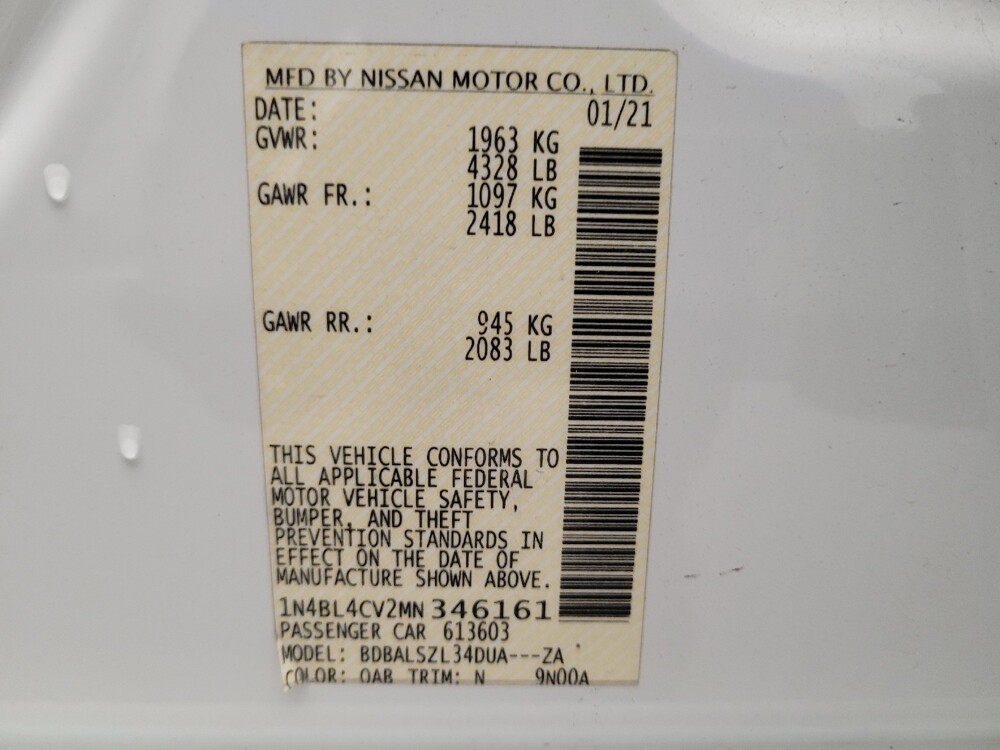 MFD BY NISSAN MOTOR CO., LTD.
DATE: 01/21
GVWR: 1963 KG
4328 LB
GAWR FR.: 1097 KG
2418 LB
GAWR RR.: 945 KG
2083 LB
THIS VEHICLE CONFORMS TO
ALL APPLICABLE FEDERAL
MOTOR VEHICLE SAFETY,
BUMPER, AND THEFT
PREVENTION STANDARDS IN
EFFECT ON THE DATE OF
MANUFACTURE SHOWN ABOVE.
1N4BL4CV2MN346161
PASSENGER CAR 613603
MODEL: BDBALSZL34DUA---ZA
COLOR: QAB TRIM: N 9N00A